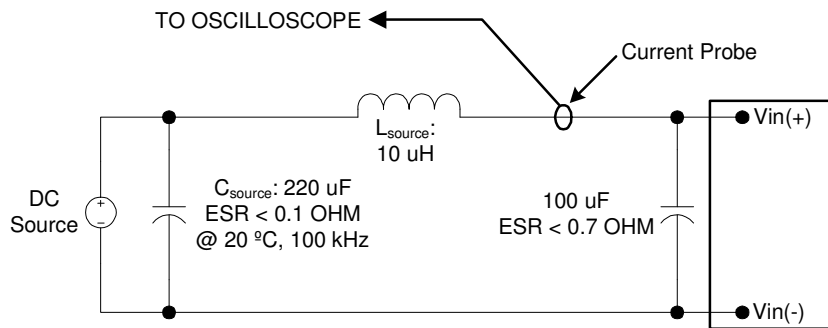 TO OSCILLOSCOPE
Current Probe
Lsource:
10 uH
Vin(+)
DC
Source
+
−
Csource: 220 uF
ESR < 0.1 OHM
@ 20 ºC, 100 kHz
100 uF
ESR < 0.7 OHM
Vin(-)